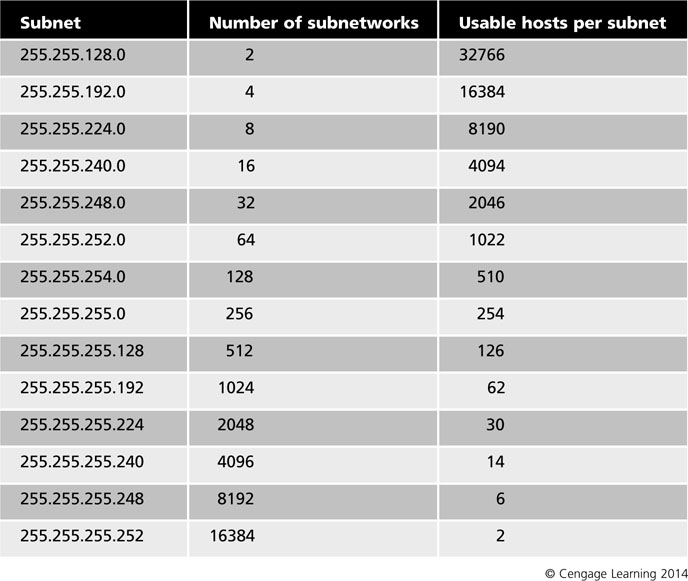 Subnet Number of subnetworks Usable hosts per subnet
255.255.128.0 2 32766
255.255.192.0 4 16384
255.255.224.0 8 8190
255.255.240.0 16 4094
255.255.248.0 32 2046
255.255.252.0 64 1022
255.255.254.0 128 510
255.255.255.0 256 254
255.255.255.128 512 126
255.255.255.192 1024 62
255.255.255.224 2048 30
255.255.255.240 4096 14
255.255.255.248 8192 6
255.255.255.252 16384 2
© Cengage Learning 2014